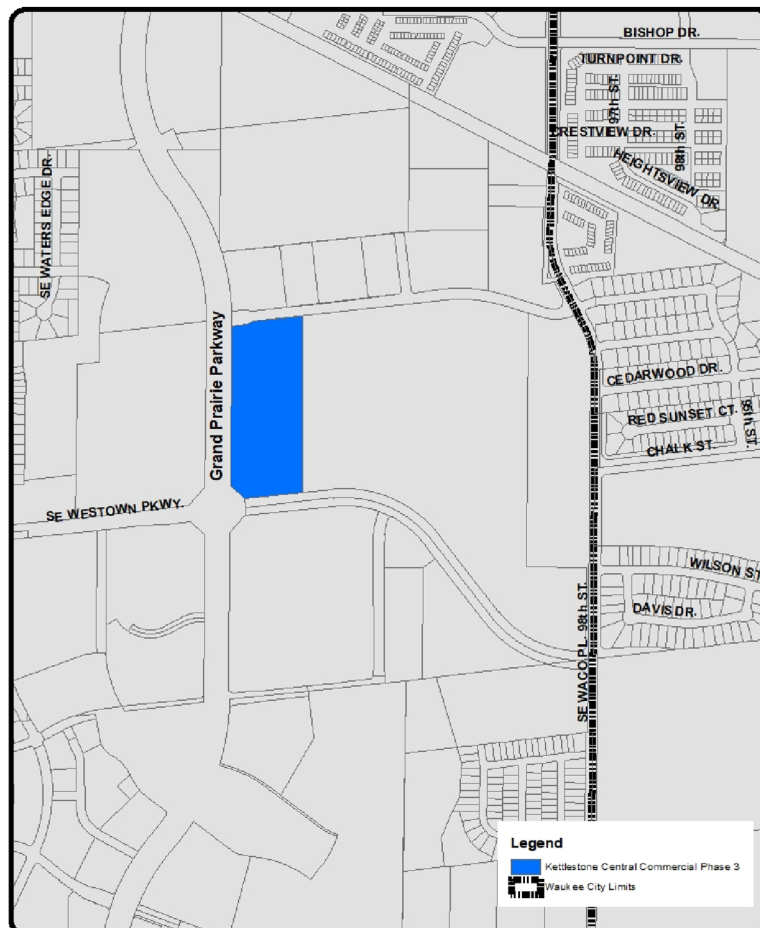 BISHOP DR.
TURNPOINT DR.
97th ST.
CRESTVIEW DR.
98th ST.
HEIGHTSVIEW DR.
SE WATERS EDGE DR.
Grand Prairie Parkway
CEDARWOOD DR.
RED SUNSET CT.
95th ST.
CHALK ST.
SE WESTOWN PKWY.
WILSON ST.
DAVIS DR.
SE WACO PL. 98th ST.
Legend
Kettlestone Central Commercial Phase 3
Waukee City Limits